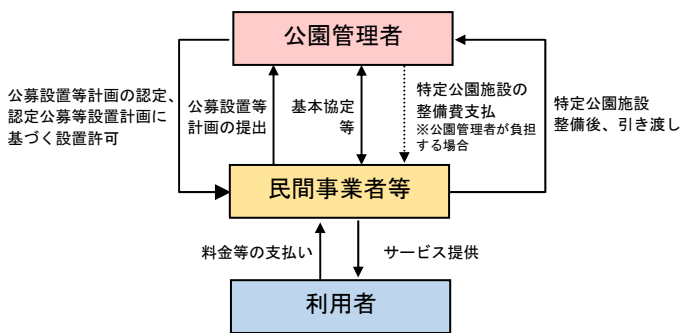 公園管理者
公募設置等計画の認定、
認定公募等設置計画に
基づく設置許可
公募設置等
計画の提出
基本協定
等
特定公園施設の
整備費支払
※公園管理者が負担
する場合
特定公園施設
整備後、引き渡し
民間事業者等
料金等の支払い
サービス提供
利用者